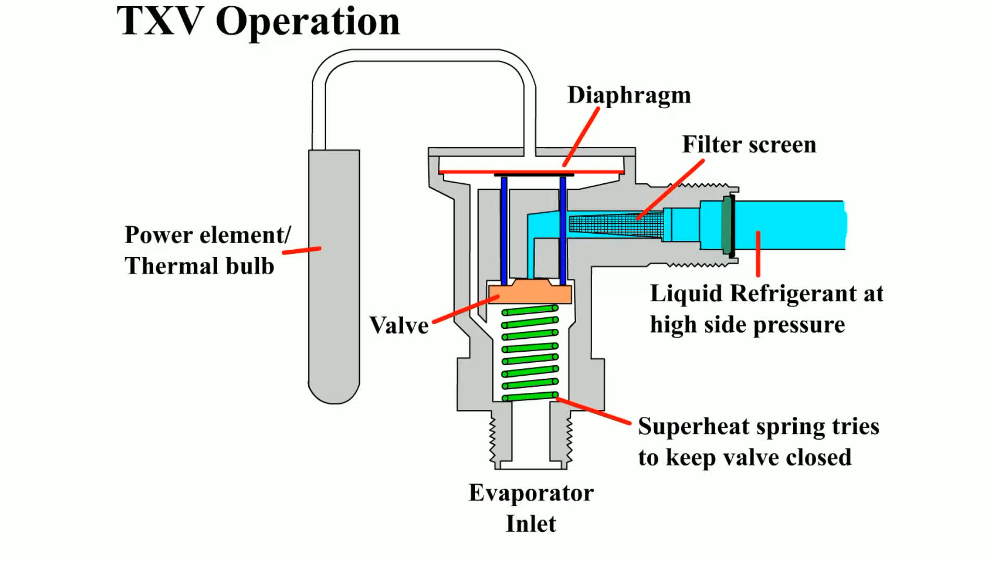 TXV Operation
Diaphragm
Filter screen
Power element/
Thermal bulb
Valve
Liquid Refrigerant at
high side pressure
Superheat spring tries
to keep valve closed
Evaporator
Inlet